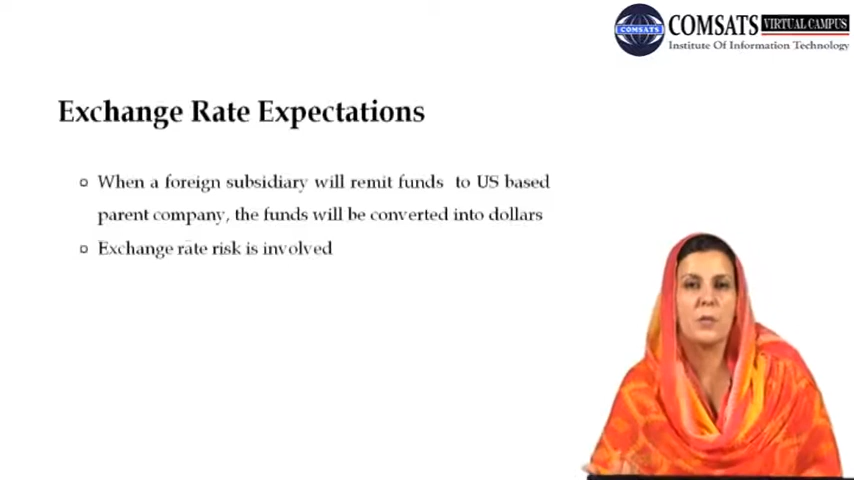 COMSATS VIRTUAL CAMPUS
COMSATS
Institute Of Information Technology
Exchange Rate Expectations
When a foreign subsidiary will remit funds to US based
parent company, the funds will be converted into dollars
Exchange rate risk is involved